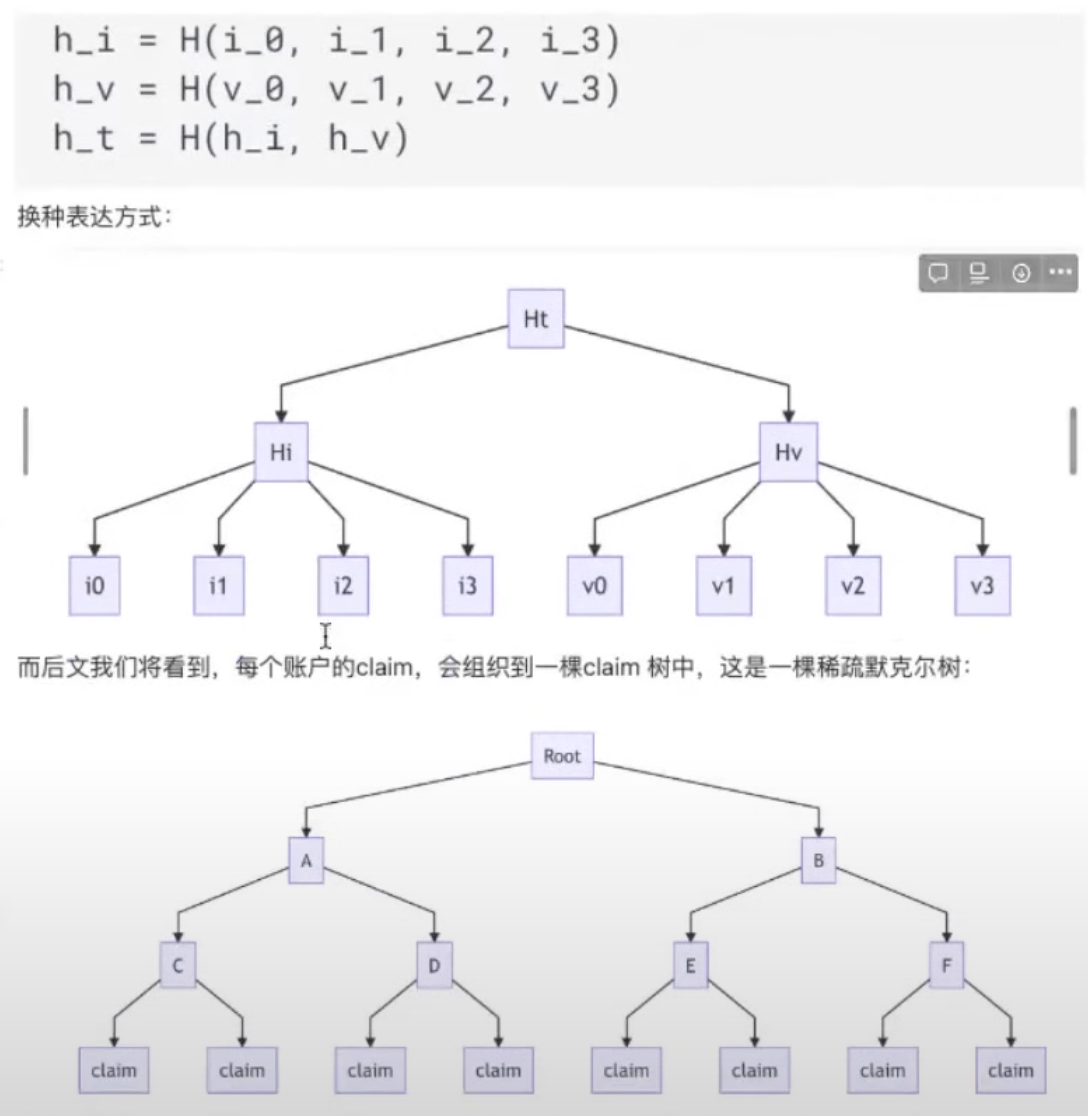 h_i = H(i_0, i_1, i_2, i_3)
h_v = H(v_0, v_1, v_2, v_3)
h_t = H(h_i, h_v)
换种表达方式：
Ht
Hi Hv
i0 i1 i2 i3 v0 v1 v2 v3
而后文我们将看到，每个账户的claim，会组织到一棵claim 树中，这是一棵稀疏默克尔树：
Root
A B
C D E F
claim claim claim claim claim claim claim claim